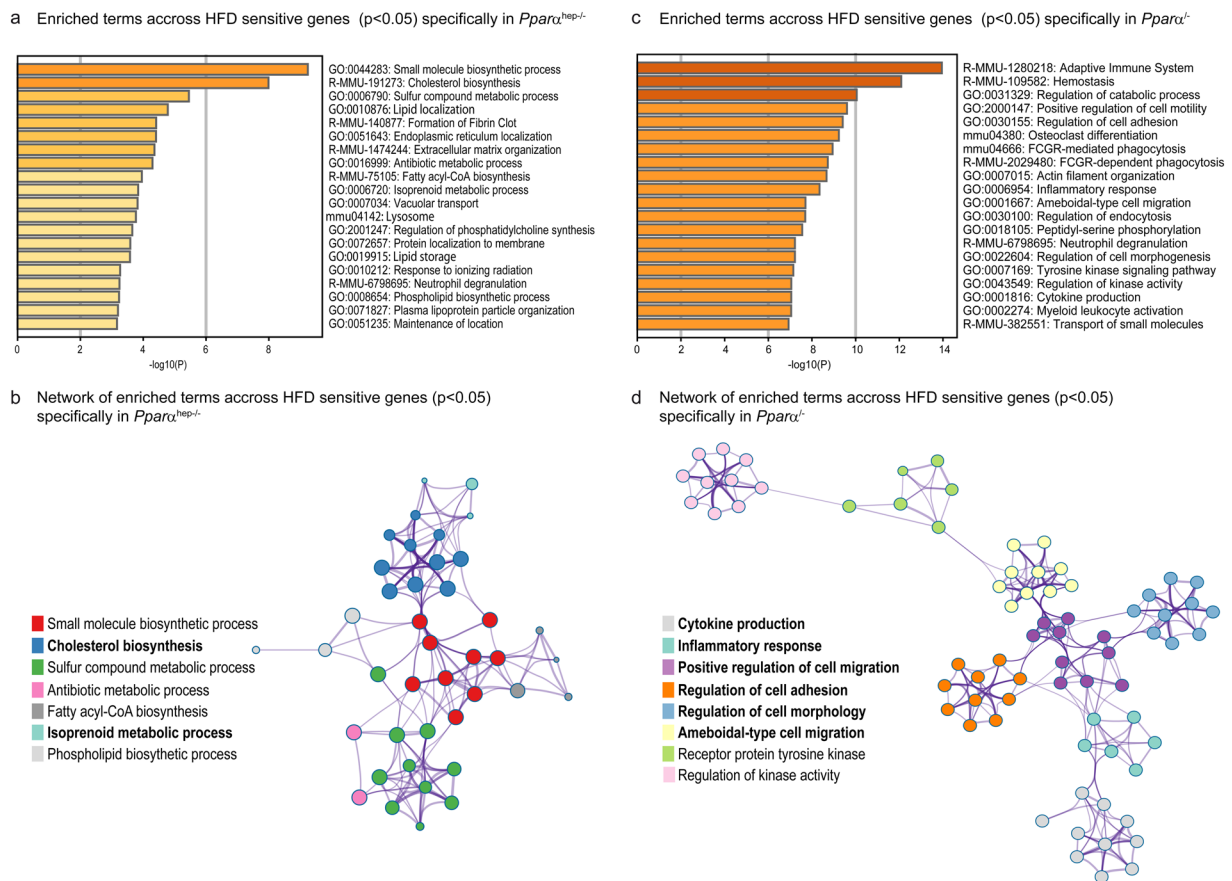 a Enriched terms accross HFD sensitive genes (p<0.05) specifically in Pparα^hep-/-
GO:0044283: Small molecule biosynthetic process
R-MMU-191273: Cholesterol biosynthesis
GO:0006790: Sulfur compound metabolic process
GO:0010876: Lipid localization
R-MMU-140877: Formation of Fibrin Clot
GO:0051643: Endoplasmic reticulum localization
R-MMU-1474244: Extracellular matrix organization
GO:0016999: Antibiotic metabolic process
R-MMU-75105: Fatty acyl-CoA biosynthesis
GO:0006720: Isoprenoid metabolic process
GO:0007034: Vacuolar transport
mmu04142: Lysosome
GO:2001247: Regulation of phosphatidylcholine synthesis
GO:0072657: Protein localization to membrane
GO:0019915: Lipid storage
GO:0010212: Response to ionizing radiation
R-MMU-6798695: Neutrophil degranulation
GO:0008654: Phospholipid biosynthetic process
GO:0071827: Plasma lipoprotein particle organization
GO:0051235: Maintenance of location
0 2 4 6 8
-log10(P)
c Enriched terms accross HFD sensitive genes (p<0.05) specifically in Pparα^/-
R-MMU-1280218: Adaptive Immune System
R-MMU-109582: Hemostasis
GO:0031329: Regulation of catabolic process
GO:2000147: Positive regulation of cell motility
GO:0030155: Regulation of cell adhesion
mmu04380: Osteoclast differentiation
mmu04666: FCGR-mediated phagocytosis
R-MMU-2029480: FCGR-dependent phagocytosis
GO:0007015: Actin filament organization
GO:0006954: Inflammatory response
GO:0001667: Ameboidal-type cell migration
GO:0030100: Regulation of endocytosis
GO:0018105: Peptidyl-serine phosphorylation
R-MMU-6798695: Neutrophil degranulation
GO:0022604: Regulation of cell morphogenesis
GO:0007169: Tyrosine kinase signaling pathway
GO:0043549: Regulation of kinase activity
GO:0001816: Cytokine production
GO:0002274: Myeloid leukocyte activation
R-MMU-382551: Transport of small molecules
0 2 4 6 8 10 12 14
-log10(P)
b Network of enriched terms accross HFD sensitive genes (p<0.05)
specifically in Pparα^hep-/-
Small molecule biosynthetic process
Cholesterol biosynthesis
Sulfur compound metabolic process
Antibiotic metabolic process
Fatty acyl-CoA biosynthesis
Isoprenoid metabolic process
Phospholipid biosythetic process
d Network of enriched terms accross HFD sensitive genes (p<0.05)
specifically in Pparα^/-
Cytokine production
Inflammatory response
Positive regulation of cell migration
Regulation of cell adhesion
Regulation of cell morphology
Ameboidal-type cell migration
Receptor protein tyrosine kinase
Regulation of kinase activity